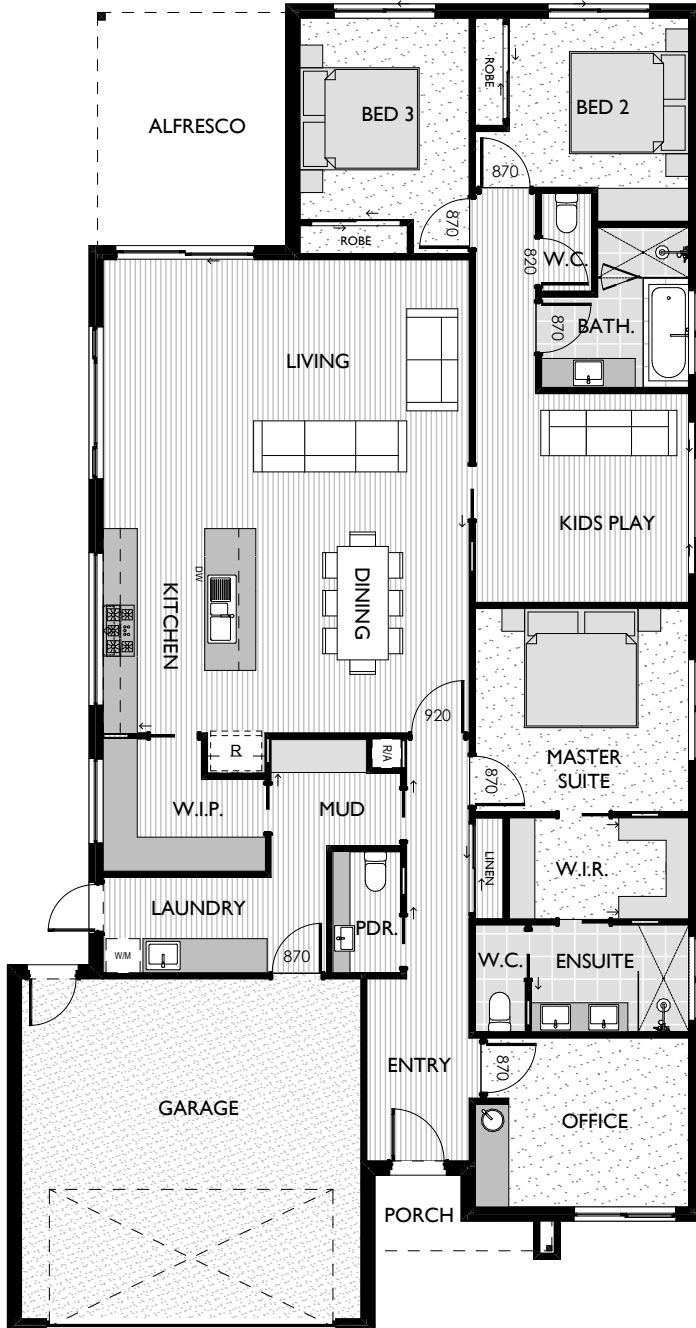 BED 3
ROBE
BED 2
ALFRESCO
870
870
ROBE
W.C.
820
870
BATH.
LIVING
KIDS PLAY
KITCHEN
DW
DINING
920
R
R/A
MASTER
SUITE
870
W.I.P.
MUD
LINEN
W.I.R.
LAUNDRY
PDR.
W/M
870
W.C.
ENSUITE
ENTRY
870
GARAGE
OFFICE
PORCH